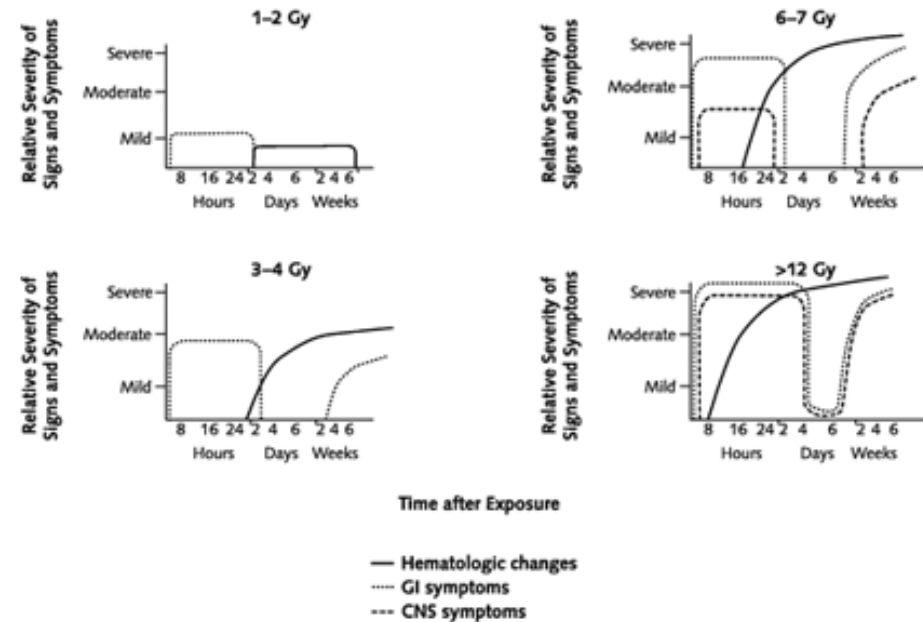 1–2 Gy
Relative Severity of
Signs and Symptoms
Severe
Moderate
Mild
8 16 24 2 4 6 2 4 6
Hours Days Weeks
6–7 Gy
Relative Severity of
Signs and Symptoms
Severe
Moderate
Mild
8 16 24 2 4 6 2 4 6
Hours Days Weeks
3–4 Gy
Relative Severity of
Signs and Symptoms
Severe
Moderate
Mild
8 16 24 2 4 6 2 4 6
Hours Days Weeks
>12 Gy
Relative Severity of
Signs and Symptoms
Severe
Moderate
Mild
8 16 24 2 4 6 2 4 6
Hours Days Weeks
Time after Exposure
Hematologic changes
GI symptoms
CNS symptoms